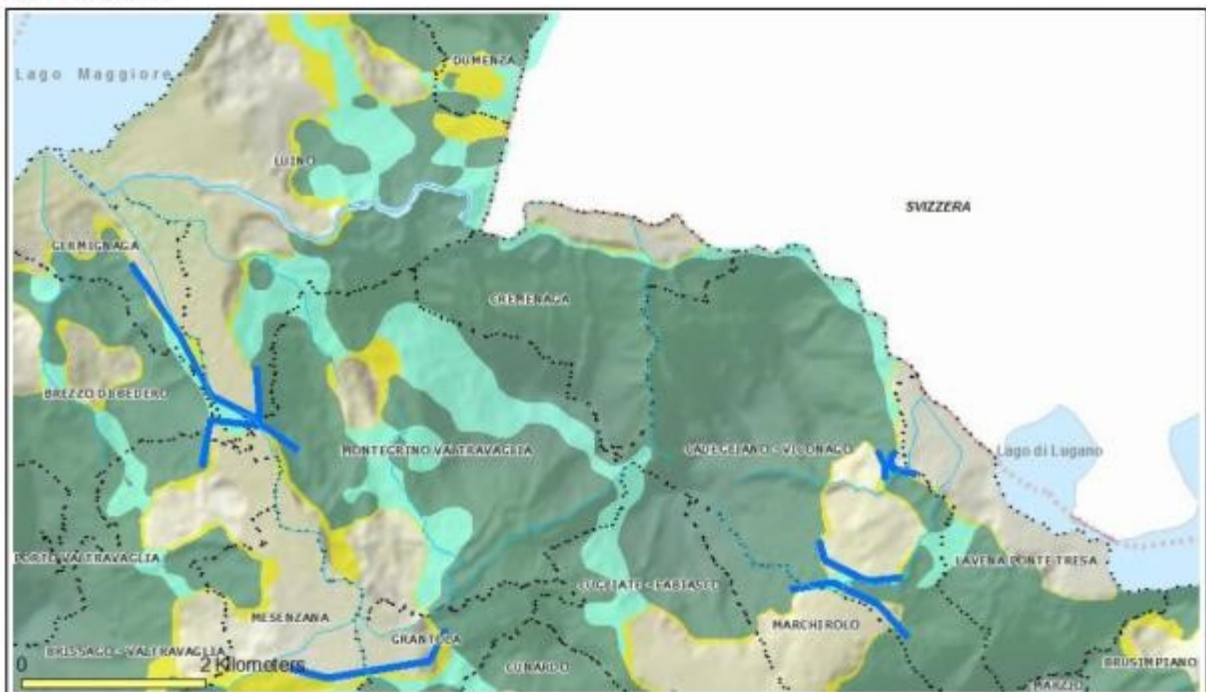 DUMENZA
Lago Maggiore
LUINO
SVIZZERA
GERMIGNAGA
CREMENAGA
BREZZO DI BEDERO
MONTEGRINO VALTRAVAGLIA
CADEGLIANO - VICONAGO
Lago di Lugano
PORTO VALTRAVAGLIA
LAVENA PONTE TRESA
CUGLIATE - FABIASCO
MESENZANA
MARCHIROLO
GRANTOLA
BRISSAGO - VALTRAVAGLIA
0 2 Kilometers
CUNARDO
BRUSIMPIANO
MARZIO